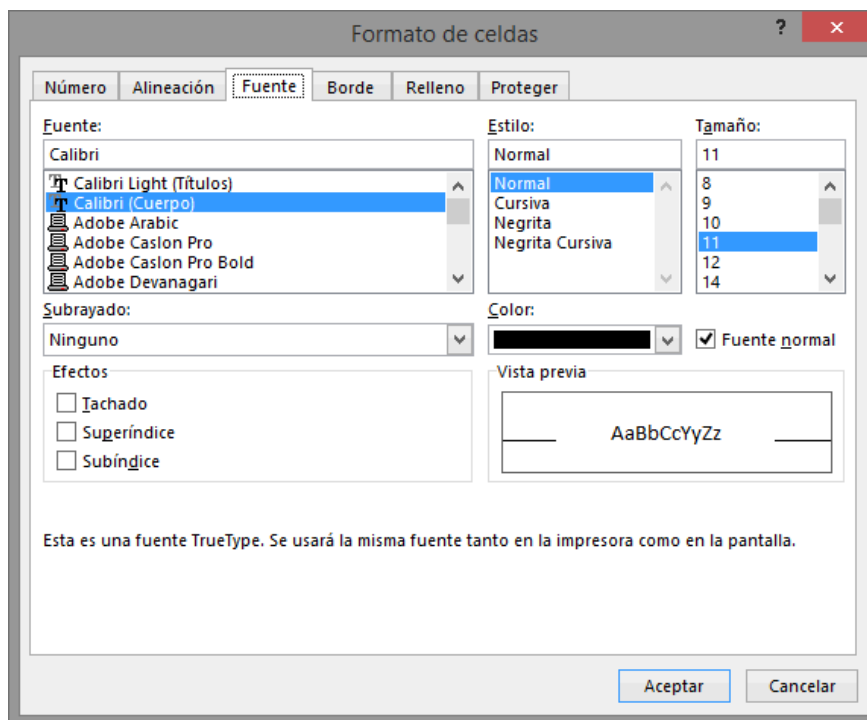 Formato de celdas
?
Número Alineación Fuente Borde Relleno Proteger
Fuente: Estilo: Tamaño:
Calibri Normal 11
Calibri Light (Títulos) Normal 8
Calibri (Cuerpo) Cursiva 9
Adobe Arabic Negrita 10
Adobe Caslon Pro Negrita Cursiva 11
Adobe Caslon Pro Bold 12
Adobe Devanagari 14
Subrayado: Color:
Ninguno Fuente normal
Efectos Vista previa
Tachado
Superíndice AaBbCcYyZz
Subíndice
Esta es una fuente TrueType. Se usará la misma fuente tanto en la impresora como en la pantalla.
Aceptar Cancelar